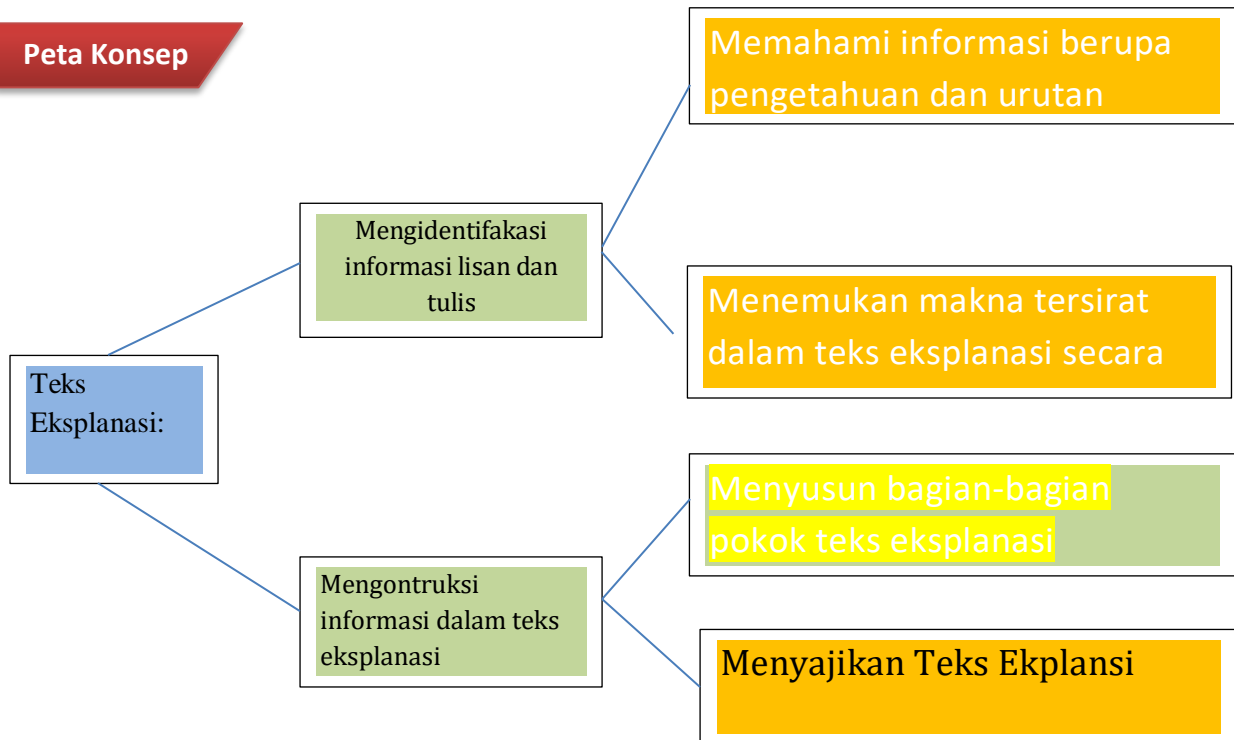 Peta Konsep
Memahami informasi berupa
pengetahuan dan urutan
Mengidentifakasi
informasi lisan dan
tulis
Menemukan makna tersirat
dalam teks eksplanasi secara
Teks
Eksplanasi:
Menyusun bagian-bagian
pokok teks eksplanasi
Mengontruksi
informasi dalam teks
eksplanasi
Menyajikan Teks Ekplansi